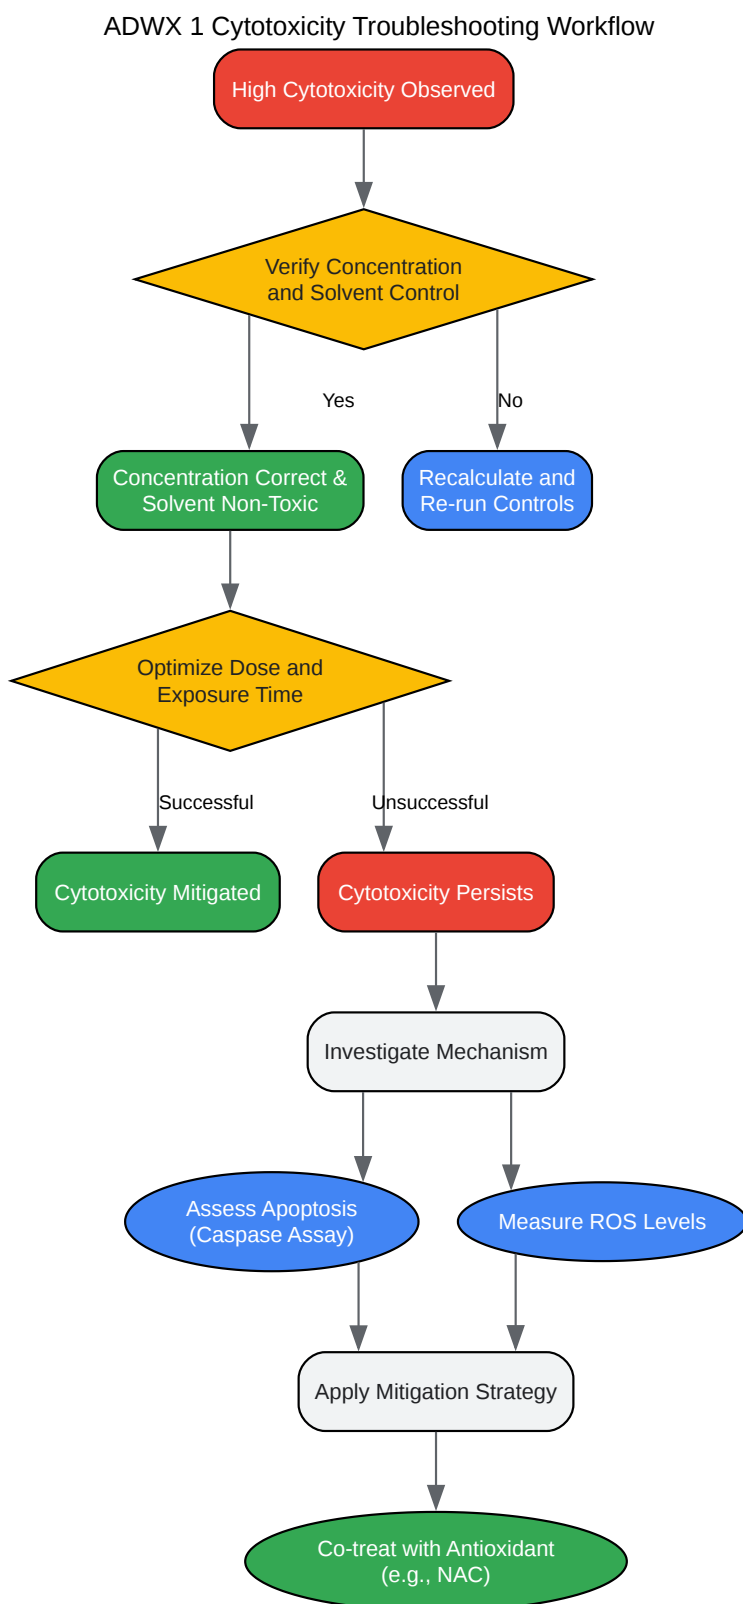 ADWX 1 Cytotoxicity Troubleshooting Workflow
High Cytotoxicity Observed
Verify Concentration
and Solvent Control
Yes
No
Concentration Correct &
Solvent Non-Toxic
Recalculate and
Re-run Controls
Optimize Dose and
Exposure Time
Successful
Unsuccessful
Cytotoxicity Mitigated
Cytotoxicity Persists
Investigate Mechanism
Assess Apoptosis
(Caspase Assay)
Measure ROS Levels
Apply Mitigation Strategy
Co-treat with Antioxidant
(e.g., NAC)